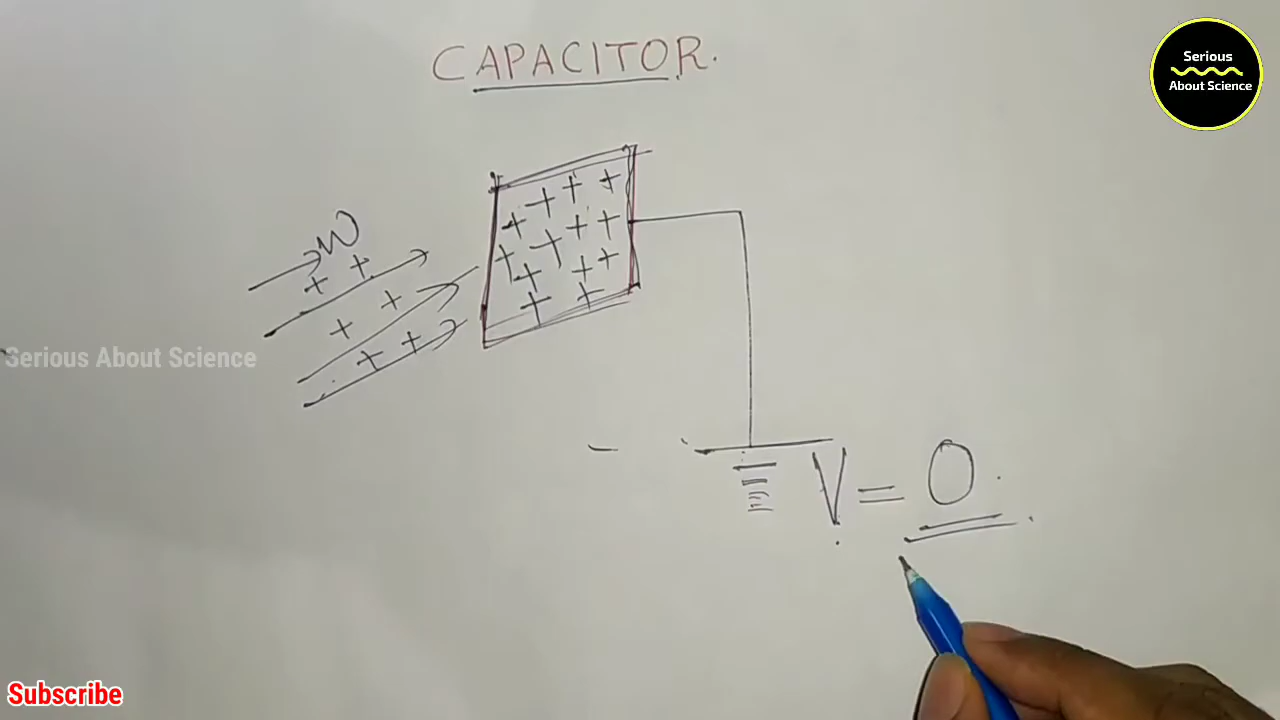 CAPACITOR.
Serious
About Science
W
+ + + +
+ + +
+ + + +
+ + +
+ +
+ +
+ +
+ +
Serious About Science
V = 0
Subscribe